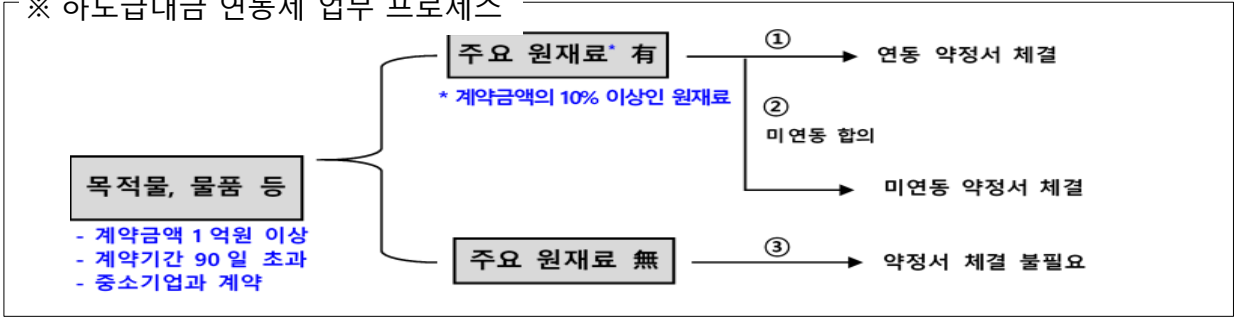 ※ 하도급대금 연동제 업무 프로세스
주요 원재료* 有
①
연동 약정서 체결
* 계약금액의 10% 이상인 원재료
②
미연동 합의
목적물, 물품 등
미연동 약정서 체결
- 계약금액 1 억원 이상
- 계약기간 90 일 초과
- 중소기업과 계약
주요 원재료 無
③
약정서 체결 불필요